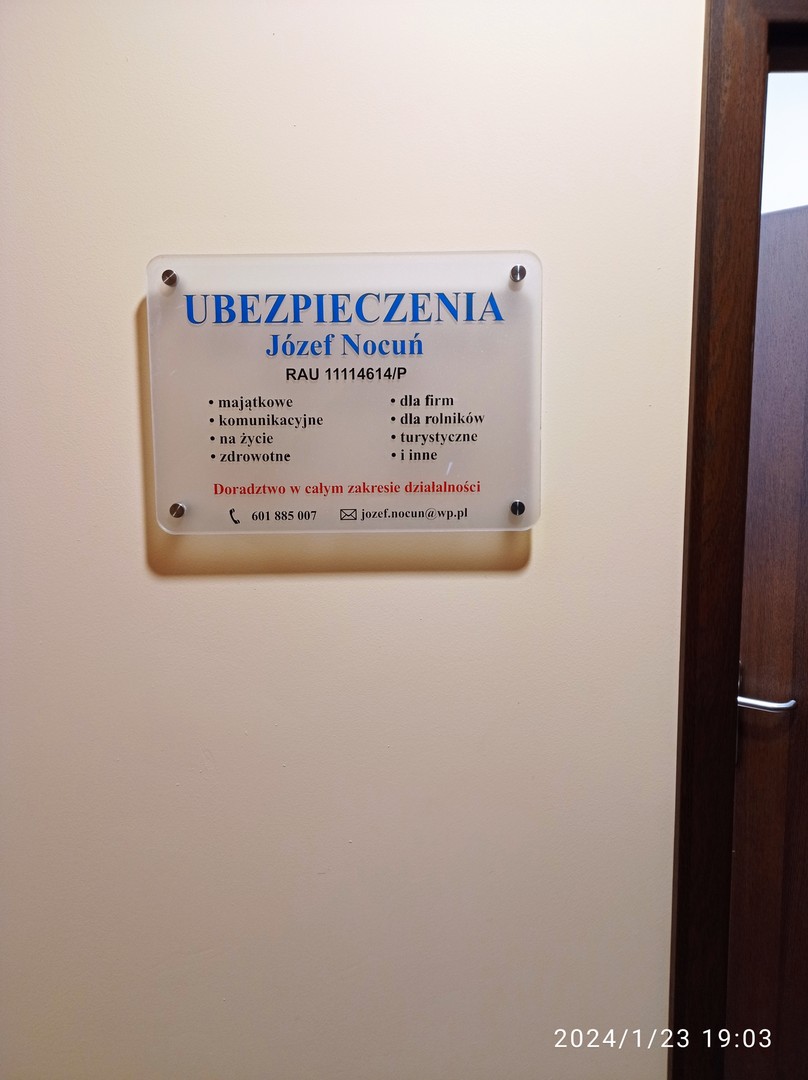 UBEZPIECZENIA
Józef Nocuń
RAU 11114614/P
• majątkowe
• komunikacyjne
• na życie
• zdrowotne
• dla firm
• dla rolników
• turystyczne
• i inne
Doradztwo w całym zakresie działalności
601 885 007 jozef.nocun@wp.pl
2024/1/23 19:03